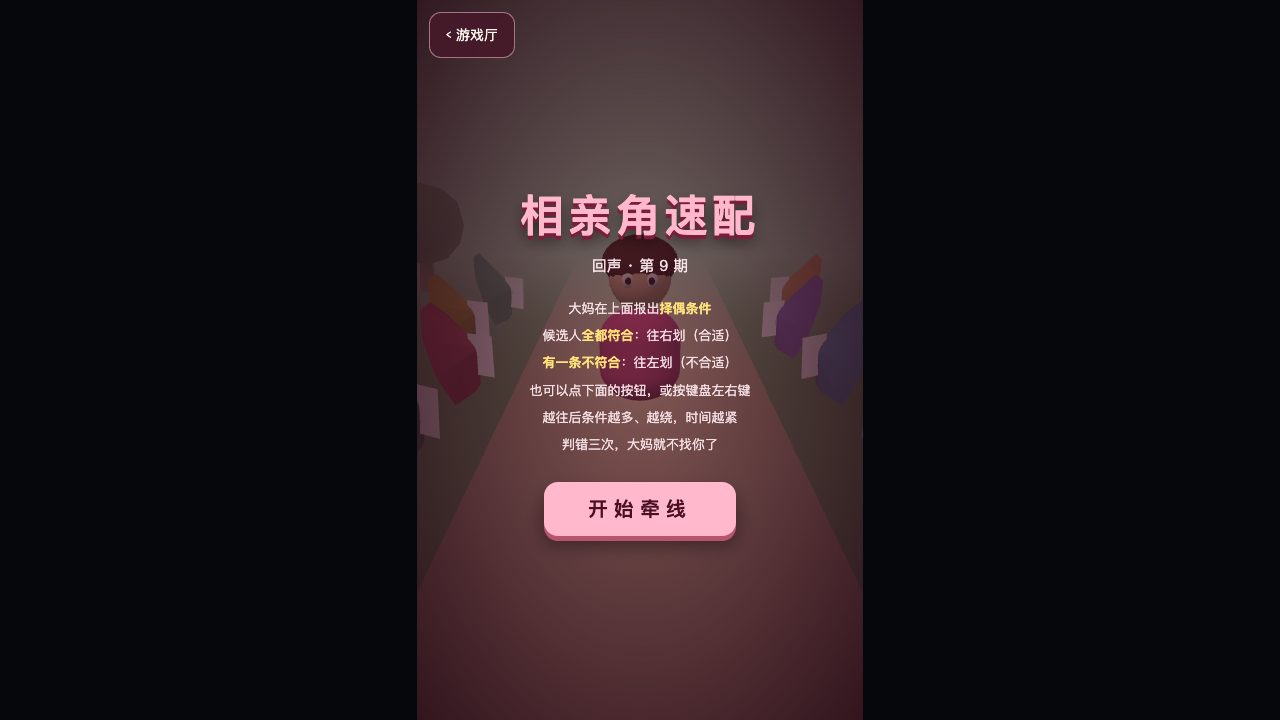 < 游戏厅
相亲角速配
回声 · 第 9 期
大妈在上面报出择偶条件
候选人全都符合：往右划（合适）
有一条不符合：往左划（不合适）
也可以点下面的按钮，或按键盘左右键
越往后条件越多、越绕，时间越紧
判错三次，大妈就不找你了
开始牵线